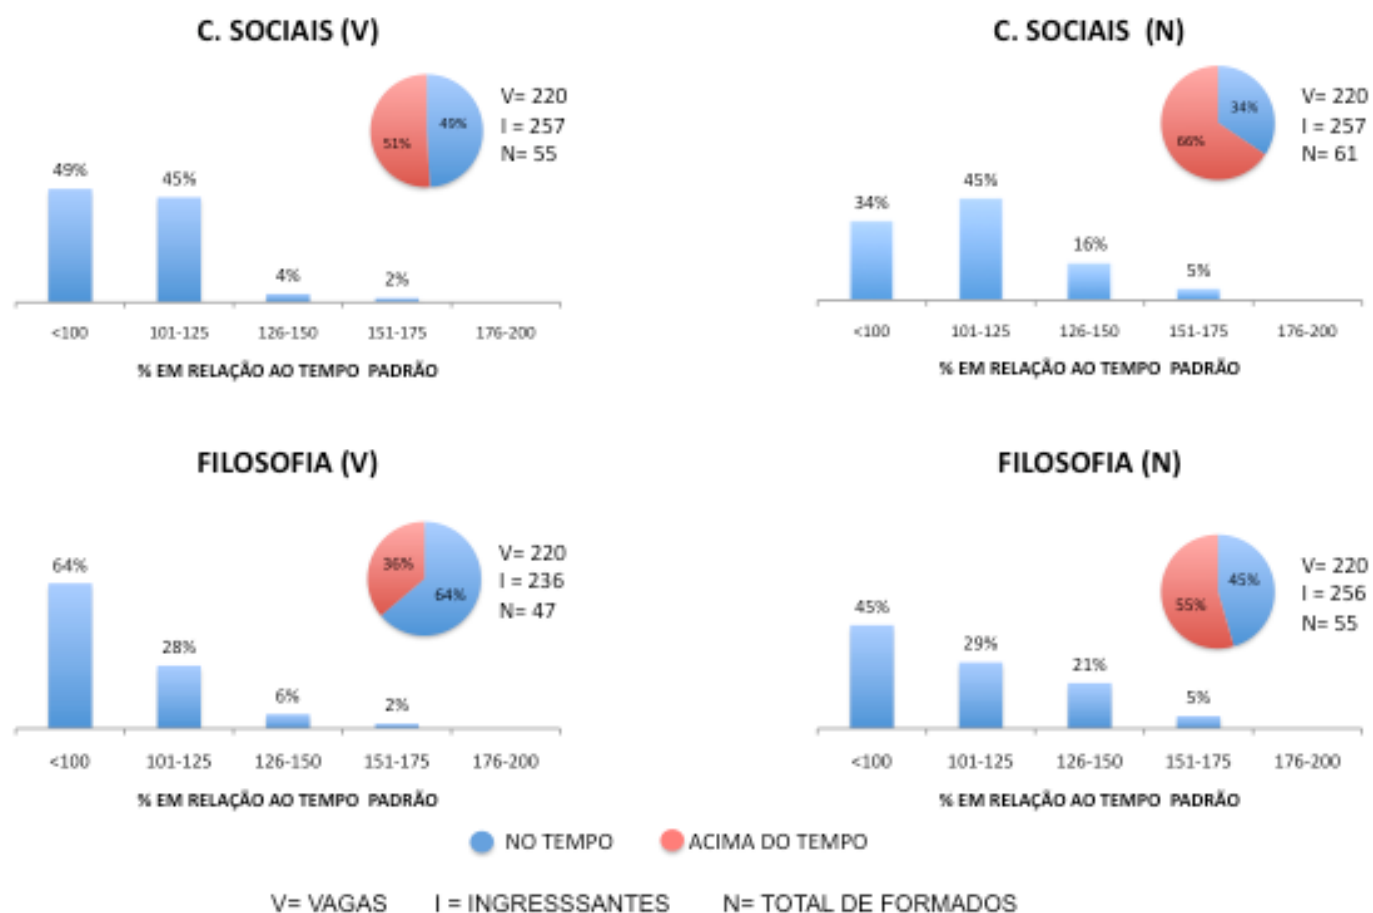 C. SOCIAIS (V)
49%
51%
V= 220
I = 257
N= 55
49%
45%
4%
2%
<100 101-125 126-150 151-175 176-200
% EM RELAÇÃO AO TEMPO PADRÃO
C. SOCIAIS (N)
34%
66%
V= 220
I = 257
N= 61
34%
45%
16%
5%
<100 101-125 126-150 151-175 176-200
% EM RELAÇÃO AO TEMPO PADRÃO
FILOSOFIA (V)
36%
64%
V= 220
I = 236
N= 47
64%
28%
6%
2%
<100 101-125 126-150 151-175 176-200
% EM RELAÇÃO AO TEMPO PADRÃO
FILOSOFIA (N)
45%
55%
V= 220
I = 256
N= 55
45%
29%
21%
5%
<100 101-125 126-150 151-175 176-200
% EM RELAÇÃO AO TEMPO PADRÃO
NO TEMPO ACIMA DO TEMPO
V= VAGAS I = INGRESSSANTES N= TOTAL DE FORMADOS